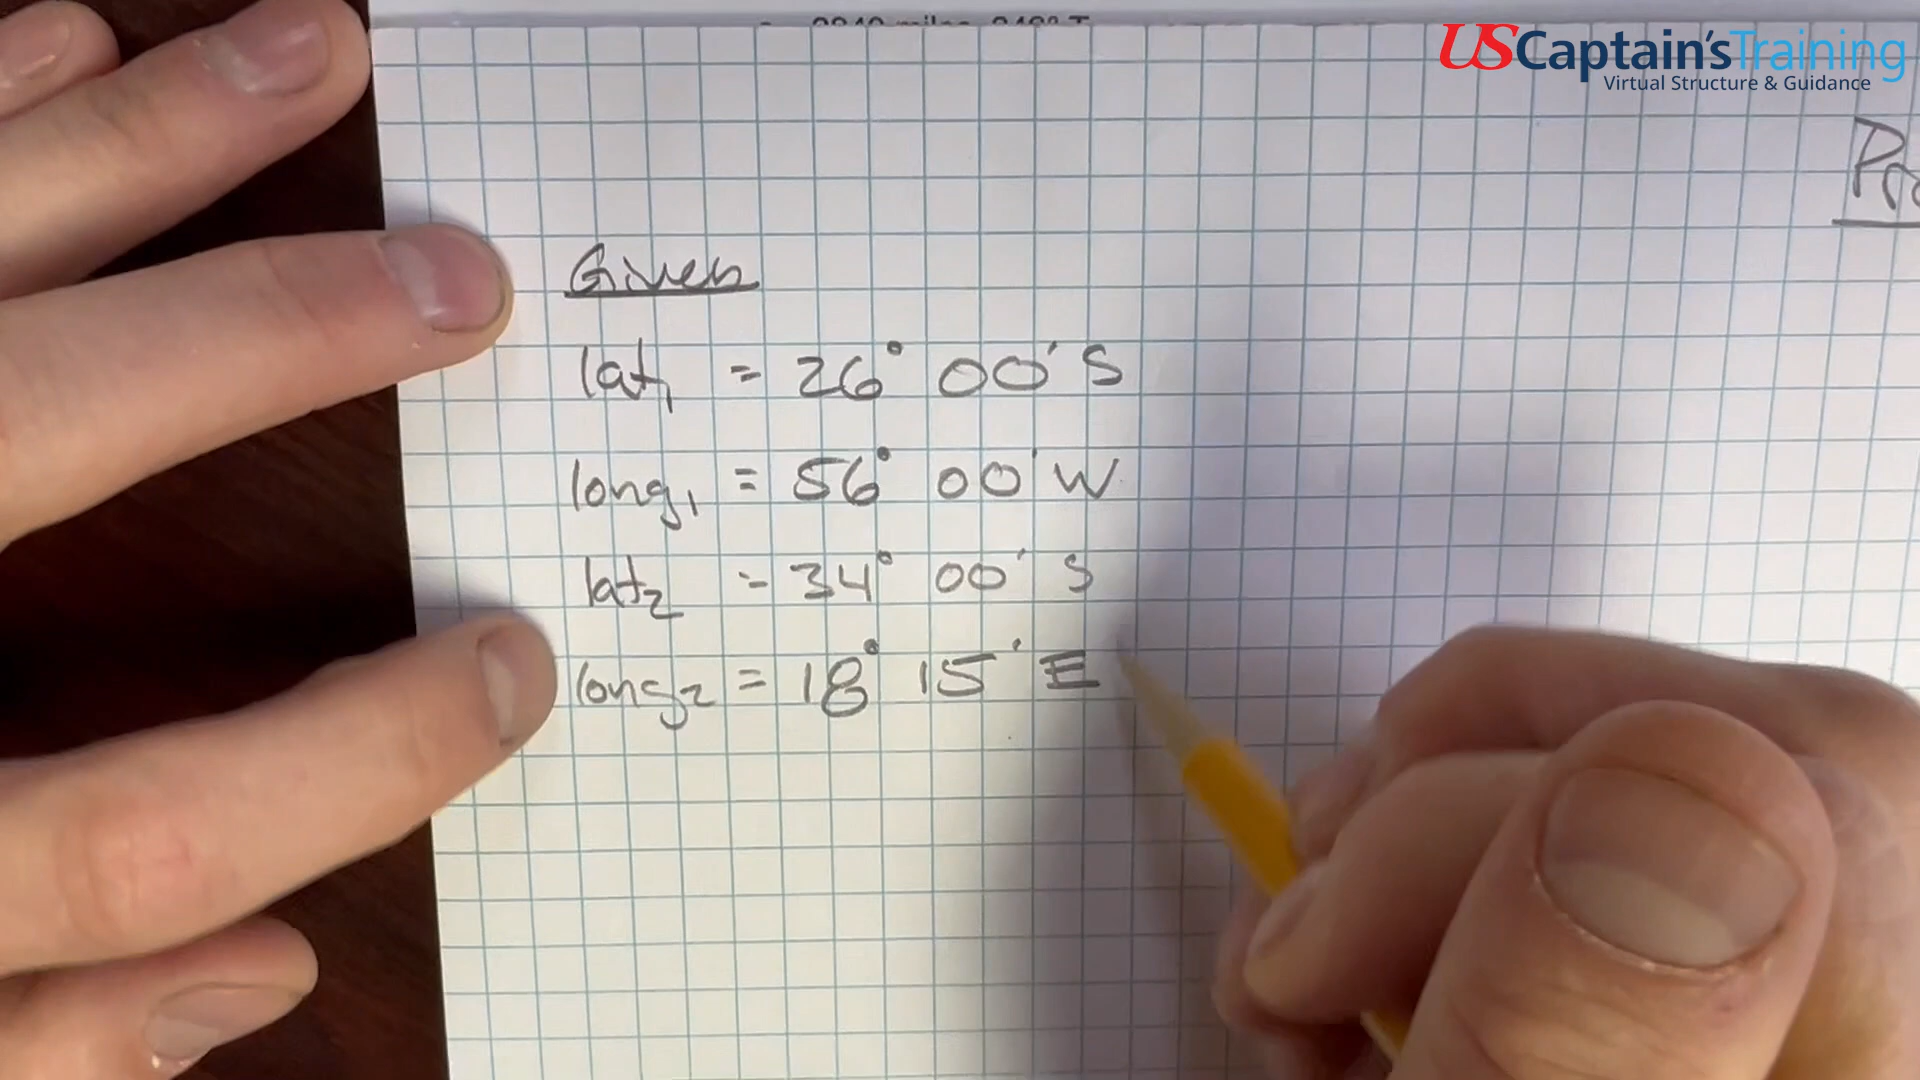 USCaptain'sTraining
Virtual Structure & Guidance
Given
lat₁ = 26° 00' S
long₁ = 56° 00' W
lat₂ = 34° 00' S
long₂ = 18° 15' E